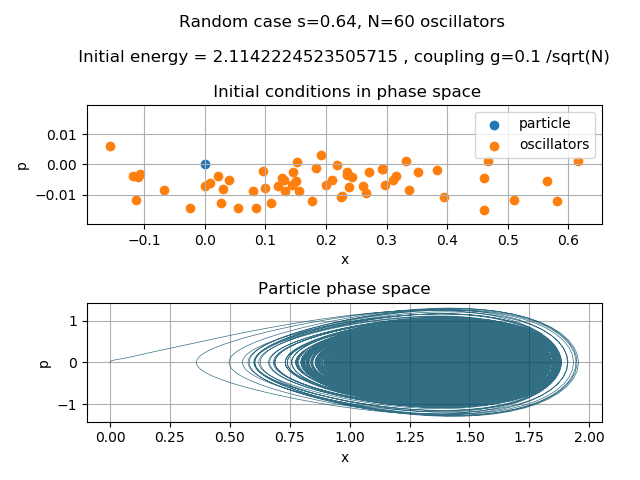 Random case s=0.64, N=60 oscillators
Initial energy = 2.1142224523505715 , coupling g=0.1 /sqrt(N)
Initial conditions in phase space
particle
oscillators
0.01
0.00
−0.01
p
−0.1 0.0 0.1 0.2 0.3 0.4 0.5 0.6
x
Particle phase space
1
0
−1
p
0.00 0.25 0.50 0.75 1.00 1.25 1.50 1.75 2.00
x